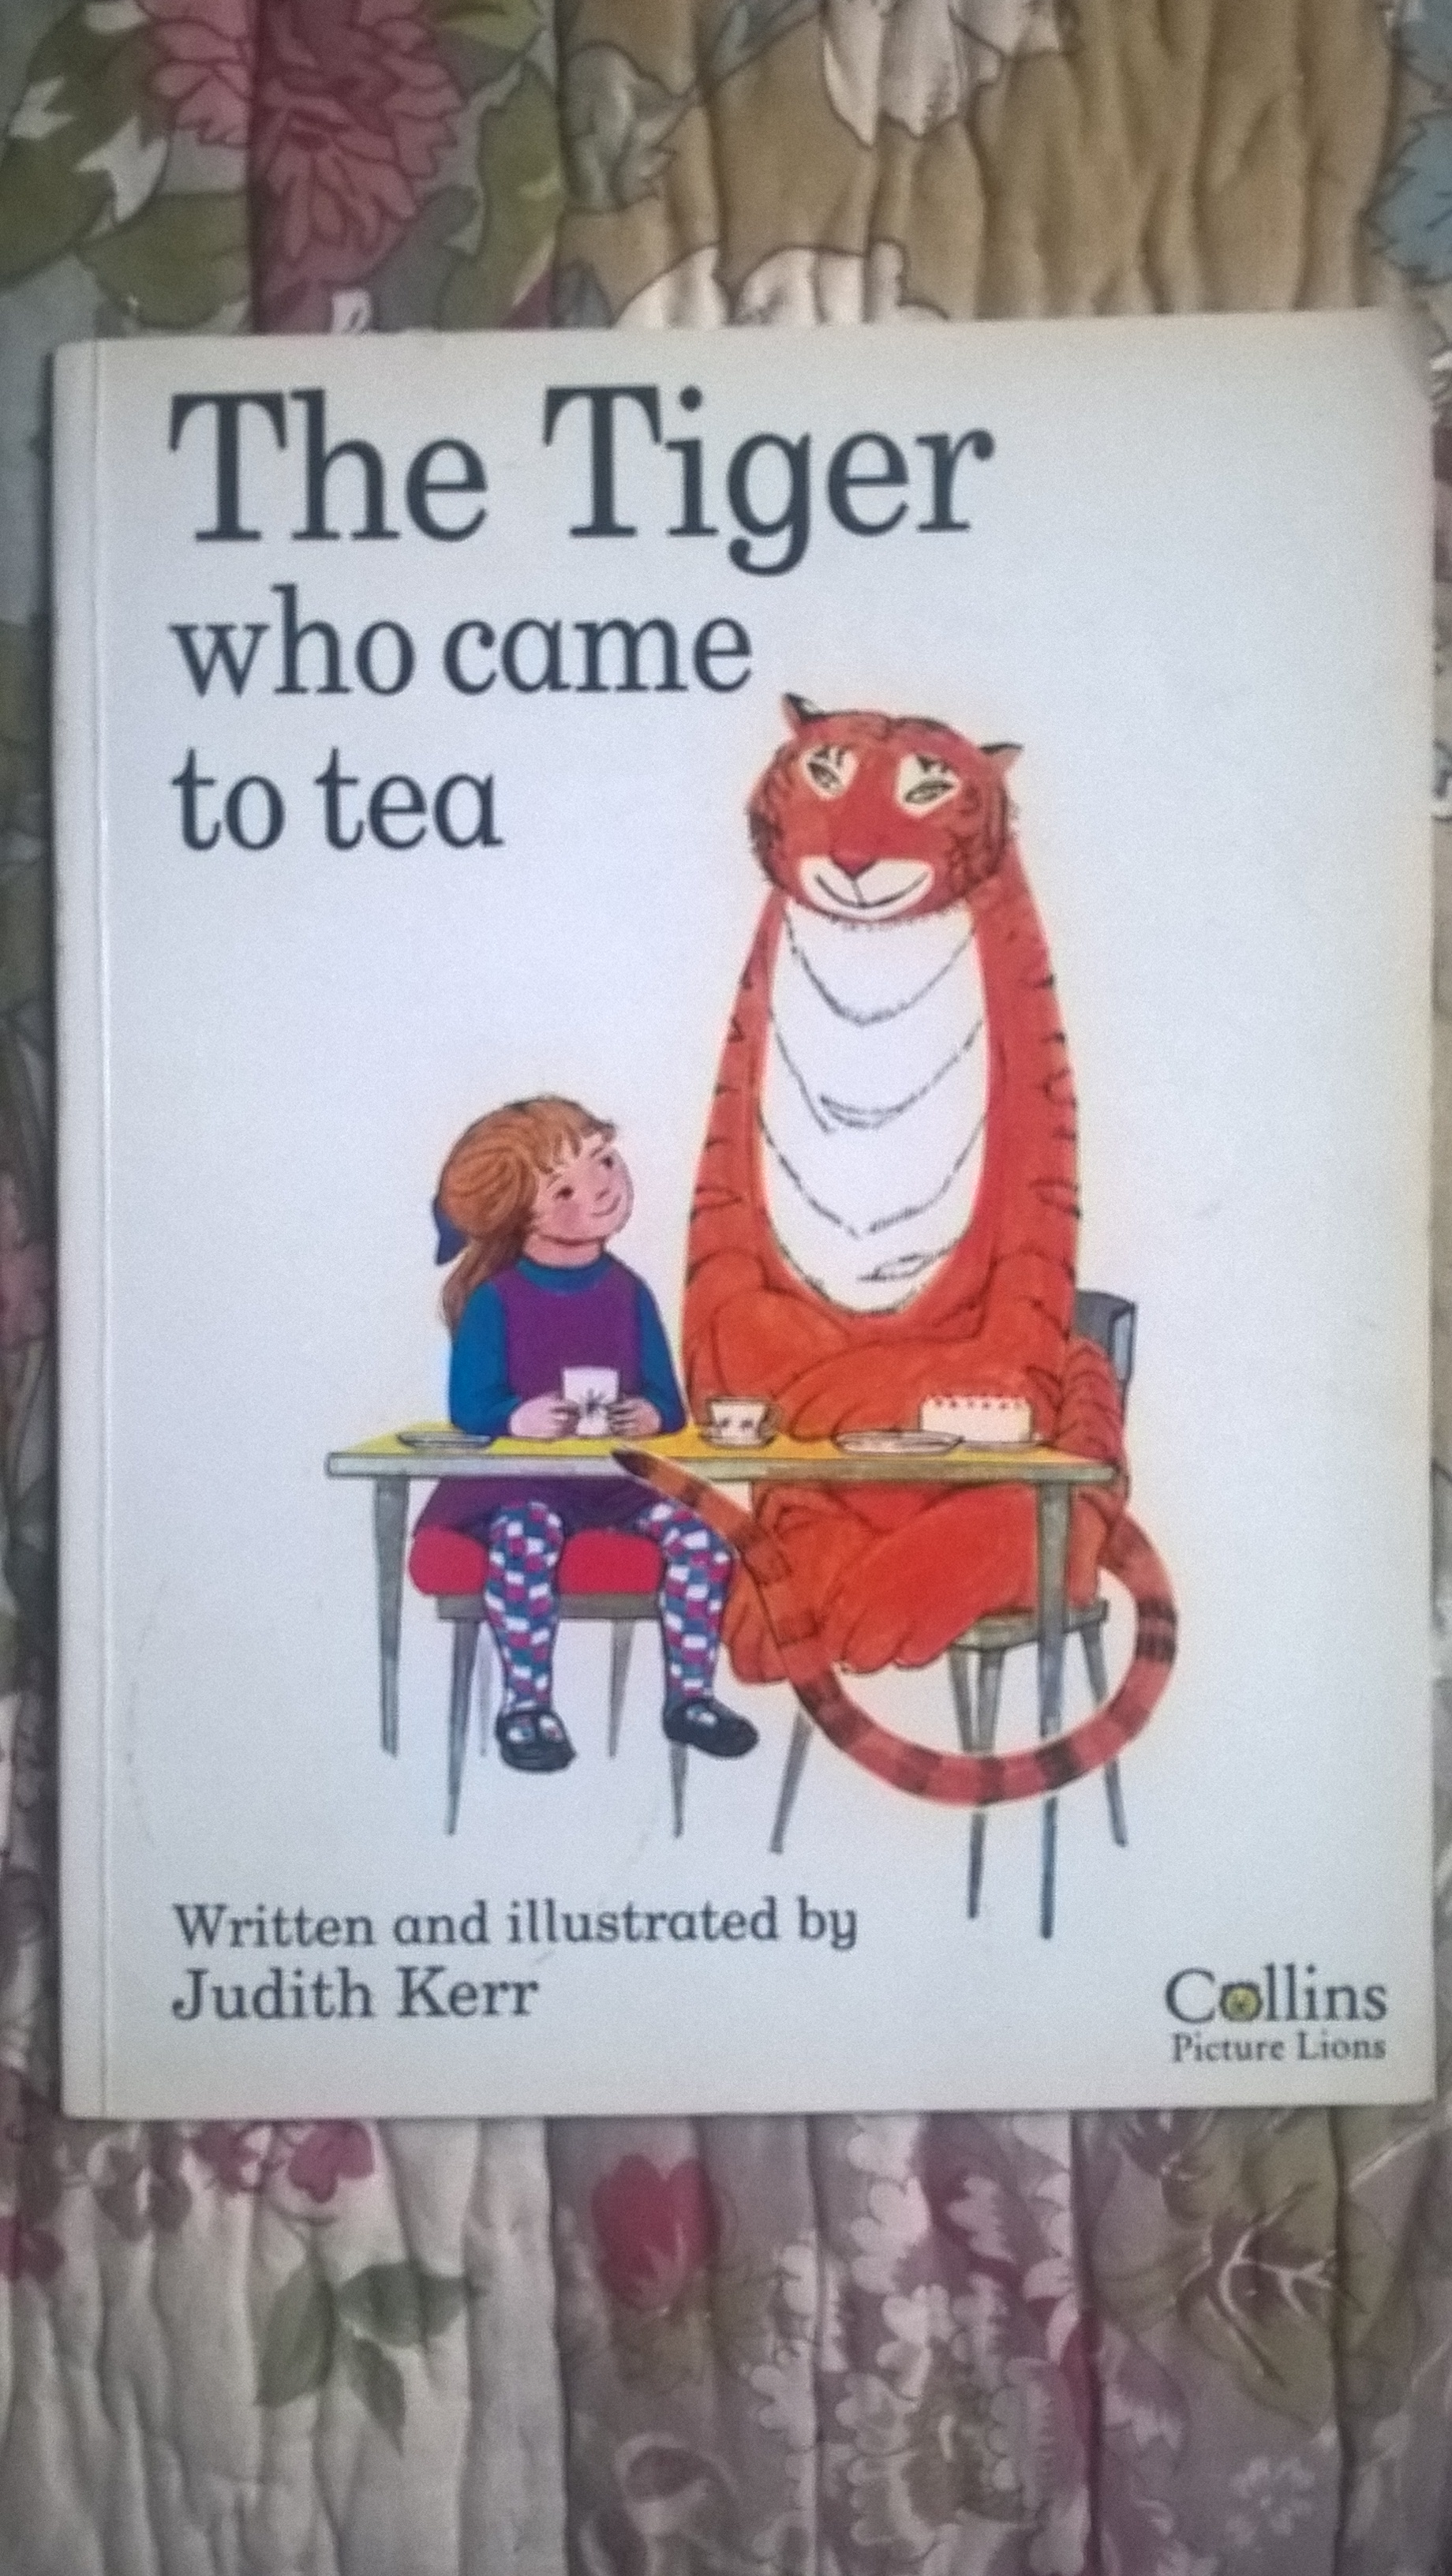 The Tiger
who came
to tea
Written and illustrated by
Judith Kerr
Collins
Picture Lions